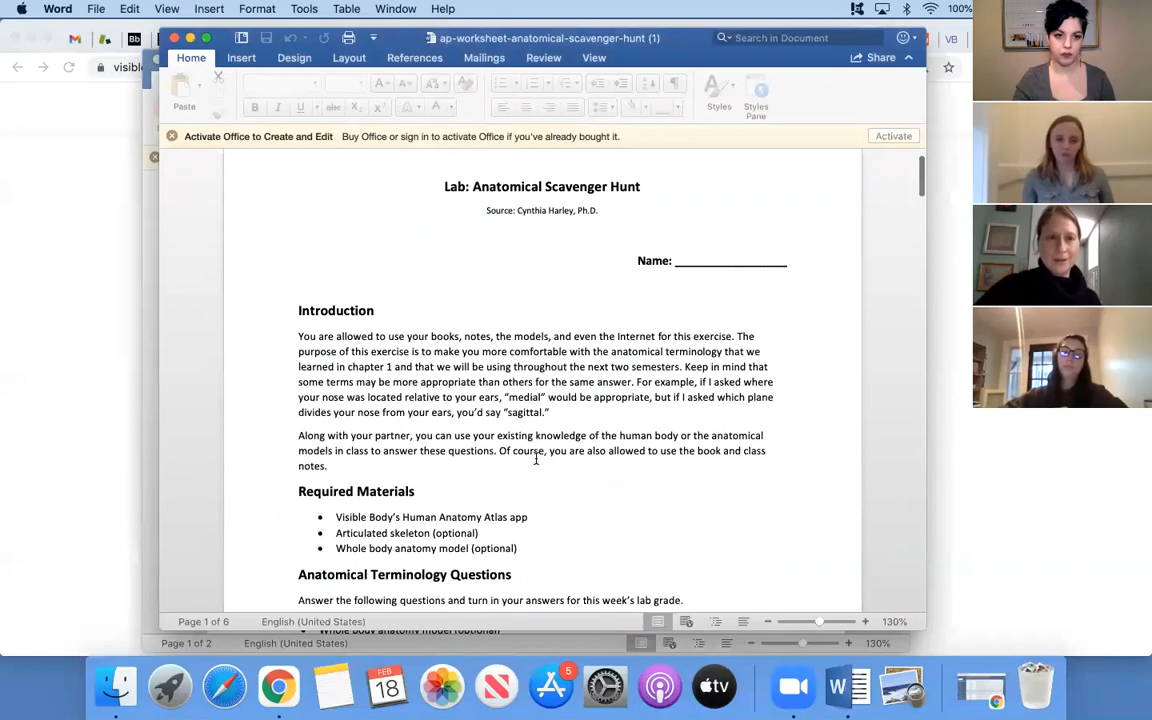 Word File Edit View Insert Format Tools Table Window Help 100%
ap-worksheet-anatomical-scavenger-hunt (1) Search in Document
Home Insert Design Layout References Mailings Review View Share
Paste Styles Styles Pane
Activate Office to Create and Edit Buy Office or sign in to activate Office if you've already bought it. Activate
Bb visible VB
Lab: Anatomical Scavenger Hunt
Source: Cynthia Harley, Ph.D.
Name: ___________________
Introduction
You are allowed to use your books, notes, the models, and even the Internet for this exercise. The
purpose of this exercise is to make you more comfortable with the anatomical terminology that we
learned in chapter 1 and that we will be using throughout the next two semesters. Keep in mind that
some terms may be more appropriate than others for the same answer. For example, if I asked where
your nose was located relative to your ears, “medial” would be appropriate, but if I asked which plane
divides your nose from your ears, you’d say “sagittal.”
Along with your partner, you can use your existing knowledge of the human body or the anatomical
models in class to answer these questions. Of course, you are also allowed to use the book and class
notes.
Required Materials
• Visible Body’s Human Anatomy Atlas app
• Articulated skeleton (optional)
• Whole body anatomy model (optional)
Anatomical Terminology Questions
Answer the following questions and turn in your answers for this week’s lab grade.
Page 1 of 6 English (United States) 130%
Page 1 of 2 English (United States) 130%
FEB
18
5
tv